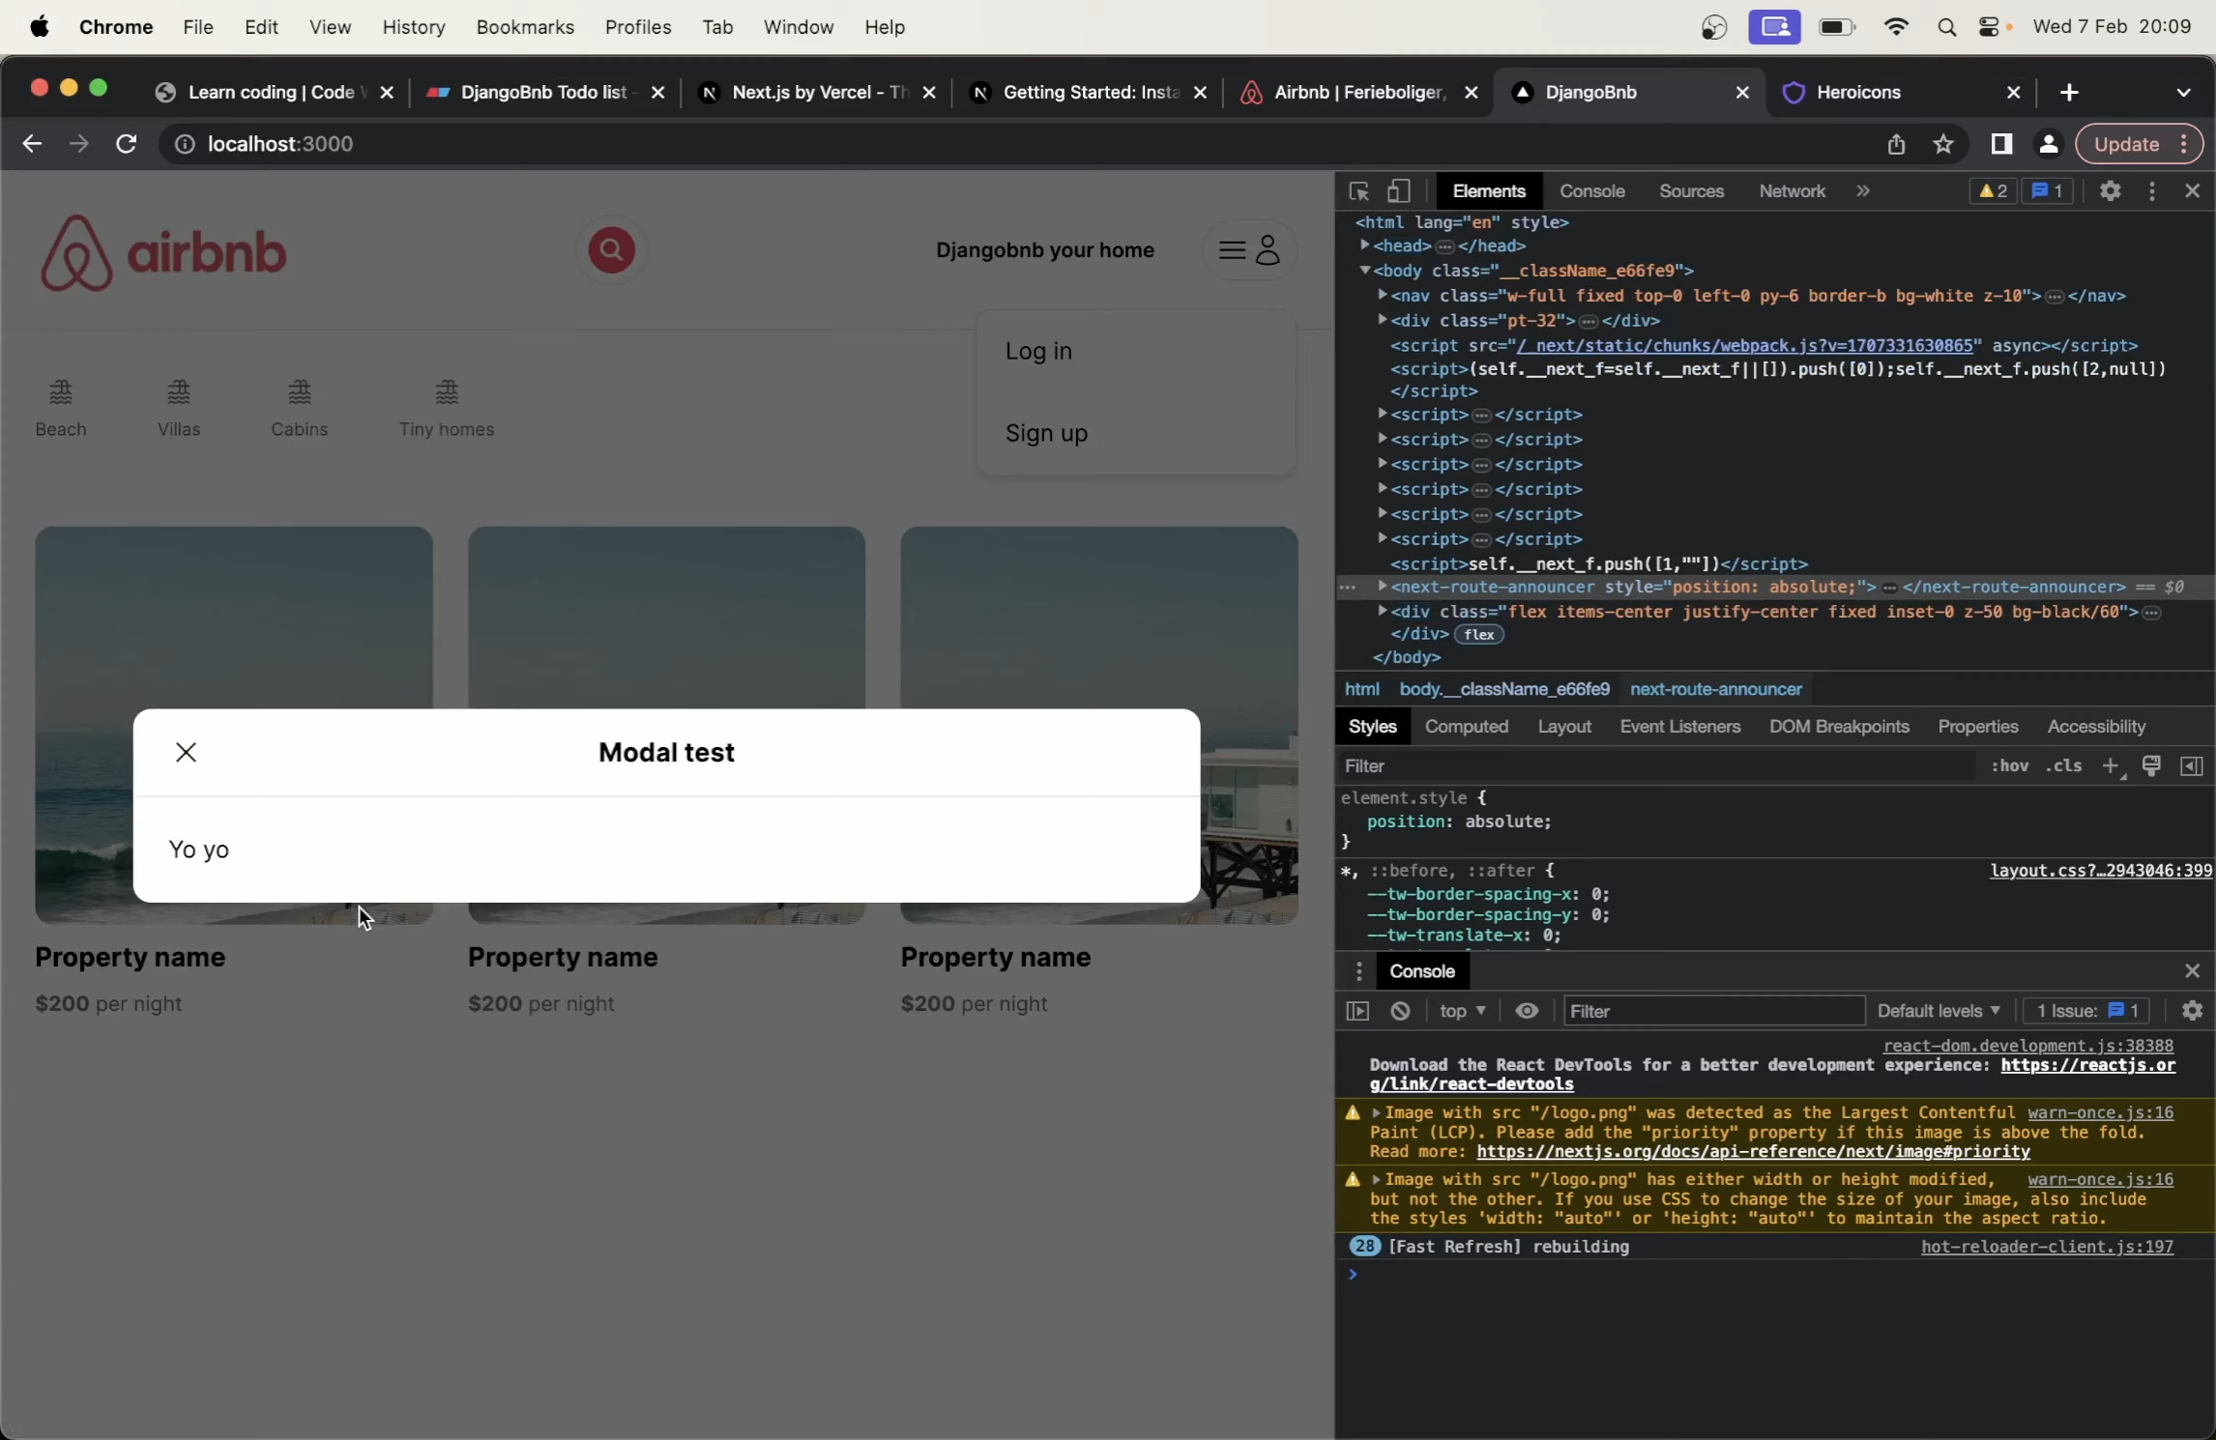 Chrome File Edit View History Bookmarks Profiles Tab Window Help Wed 7 Feb 20:09
Learn coding | Code DjangoBnb Todo list - Next.js by Vercel - Th Getting Started: Insta Airbnb | Ferieboliger, DjangoBnb Heroicons
localhost:3000 Update
airbnb
Djangobnb your home
Log in
Sign up
Beach Villas Cabins Tiny homes
Modal test
Yo yo
Property name Property name Property name
$200 per night $200 per night $200 per night
Elements Console Sources Network » 2 1
<html lang="en" style>
<head>…</head>
<body class="__className_e66fe9">
<nav class="w-full fixed top-0 left-0 py-6 border-b bg-white z-10">…</nav>
<div class="pt-32">…</div>
<script src="/_next/static/chunks/webpack.js?v=1707331630865" async></script>
<script>(self.__next_f=self.__next_f||[]).push([0]);self.__next_f.push([2,null])
</script>
<script>…</script>
<script>…</script>
<script>…</script>
<script>…</script>
<script>…</script>
<script>…</script>
<script>self.__next_f.push([1,""])</script>
… <next-route-announcer style="position: absolute;">…</next-route-announcer> == $0
<div class="flex items-center justify-center fixed inset-0 z-50 bg-black/60">…
</div> flex
</body>
html body.__className_e66fe9 next-route-announcer
Styles Computed Layout Event Listeners DOM Breakpoints Properties Accessibility
Filter :hov .cls
element.style {
position: absolute;
}
*, ::before, ::after { layout.css?…2943046:399
--tw-border-spacing-x: 0;
--tw-border-spacing-y: 0;
--tw-translate-x: 0;
Console
top Filter Default levels 1 Issue: 1
react-dom.development.js:38388
Download the React DevTools for a better development experience: https://reactjs.or
g/link/react-devtools
Image with src "/logo.png" was detected as the Largest Contentful warn-once.js:16
Paint (LCP). Please add the "priority" property if this image is above the fold.
Read more: https://nextjs.org/docs/api-reference/next/image#priority
Image with src "/logo.png" has either width or height modified, warn-once.js:16
but not the other. If you use CSS to change the size of your image, also include
the styles 'width: "auto"' or 'height: "auto"' to maintain the aspect ratio.
28 [Fast Refresh] rebuilding hot-reloader-client.js:197